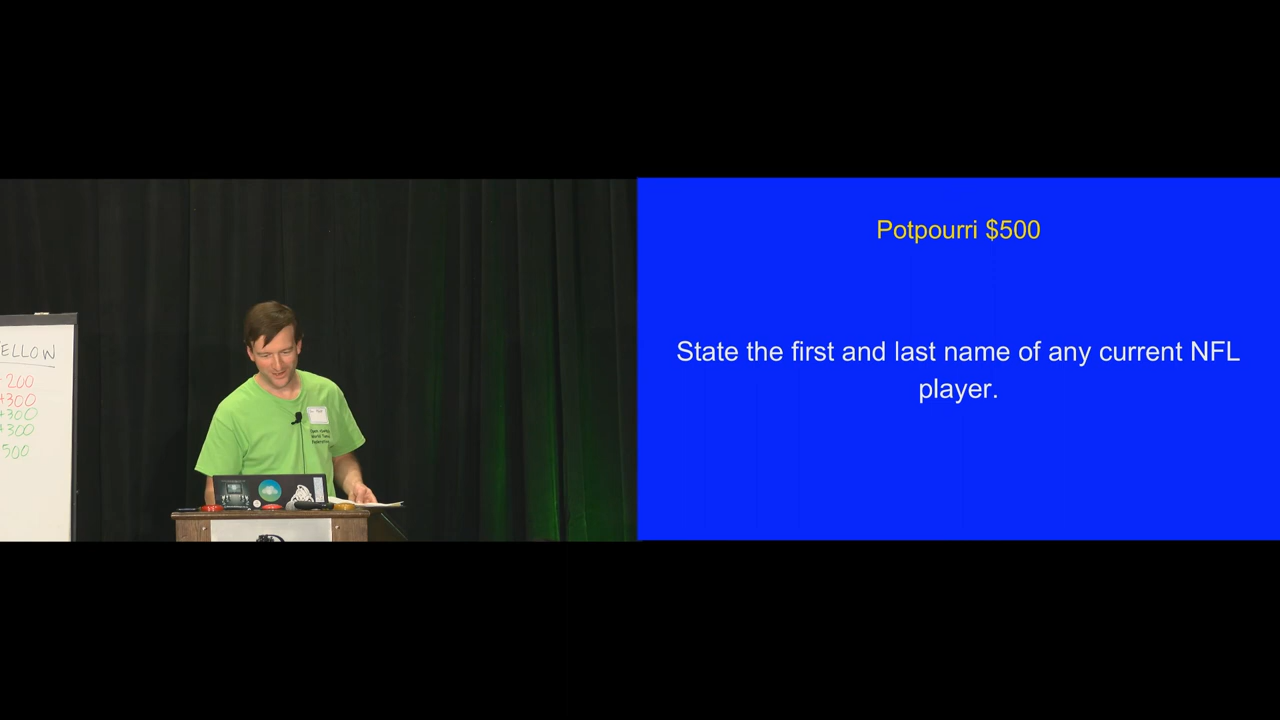 ELLOW
-200
+300
+300
+300
500
Potpourri $500
State the first and last name of any current NFL
player.